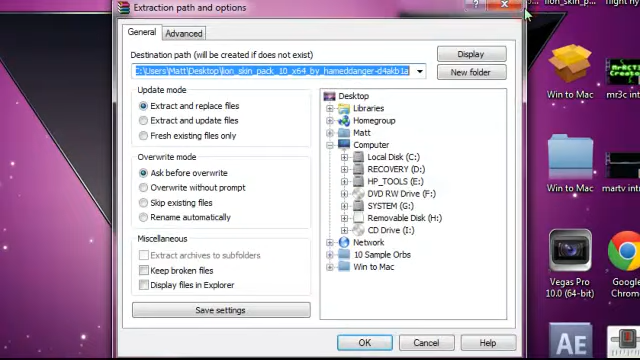 Extraction path and options
General
Advanced
Destination path (will be created if does not exist)
C:\Users\Matt\Desktop\lion_skin_pack_10_x64_by_hameddanger-d4akb1a
Display
New folder
Update mode
Extract and replace files
Extract and update files
Fresh existing files only
Overwrite mode
Ask before overwrite
Overwrite without prompt
Skip existing files
Rename automatically
Miscellaneous
Extract archives to subfolders
Keep broken files
Display files in Explorer
Save settings
Desktop
Libraries
Homegroup
Matt
Computer
Local Disk (C:)
RECOVERY (D:)
HP_TOOLS (E:)
DVD RW Drive (F:)
SYSTEM (G:)
Removable Disk (H:)
CD Drive (I:)
Network
10 Sample Orbs
Win to Mac
OK
Cancel
Help
Win to Mac
mr3c intr
Win to Mac
martv intr
Vegas Pro
10.0 (64-bit)
Google
Chrome
AE